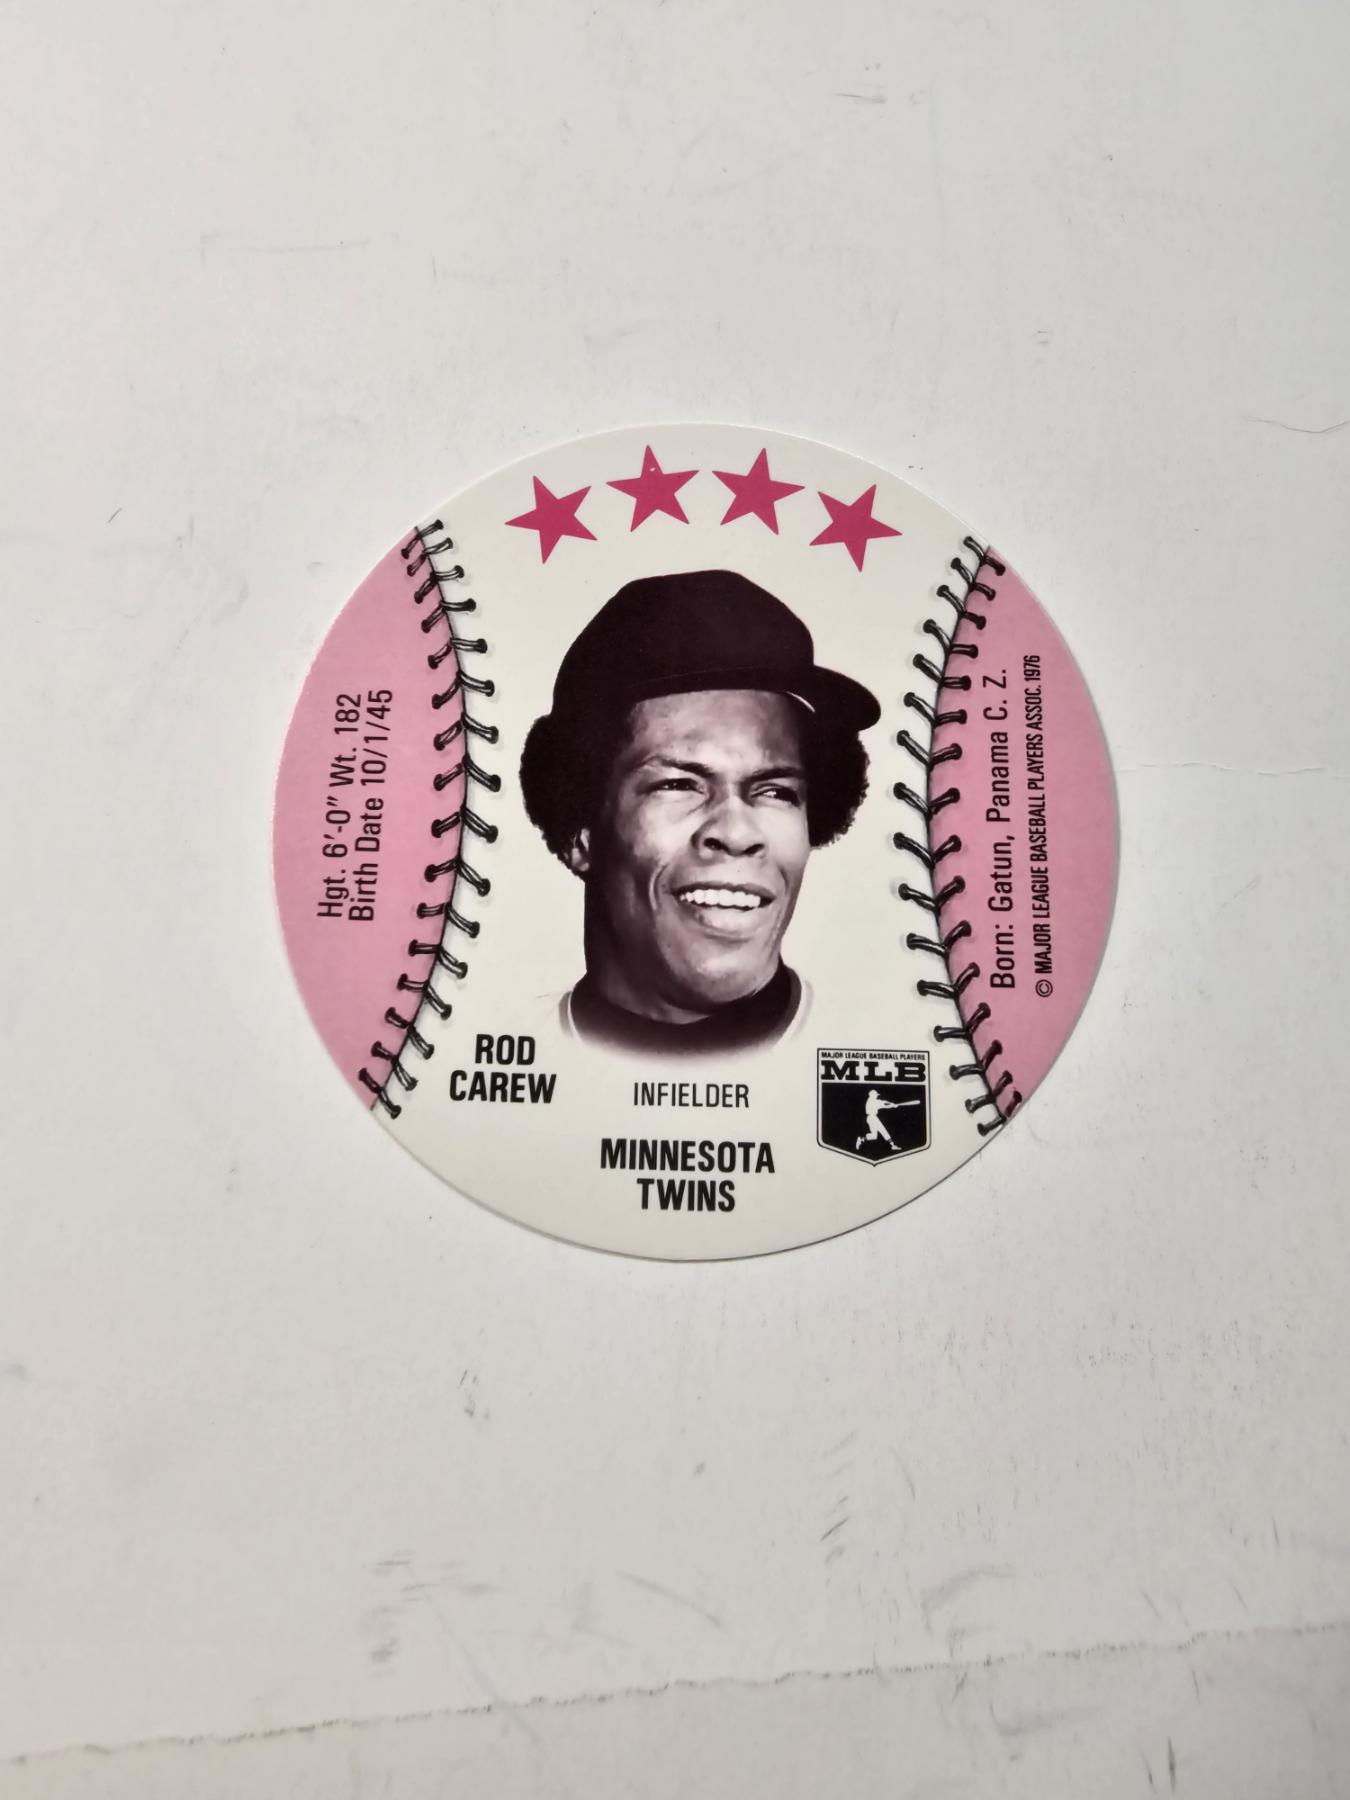 Hgt. 6'-0" Wt. 182
Birth Date 10/1/45
ROD
CAREW
INFIELDER
MINNESOTA
TWINS
MAJOR LEAGUE BASEBALL PLAYERS
MLB
Born: Gatun, Panama C. Z.
© MAJOR LEAGUE BASEBALL PLAYERS ASSOC. 1976